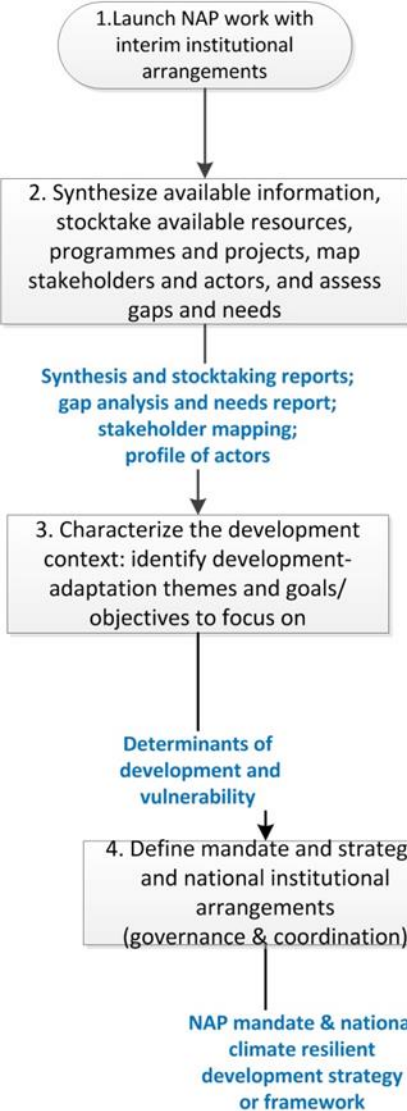 1.Launch NAP work with
interim institutional
arrangements
2. Synthesize available information,
stocktake available resources,
programmes and projects, map
stakeholders and actors, and assess
gaps and needs
Synthesis and stocktaking reports;
gap analysis and needs report;
stakeholder mapping;
profile of actors
3. Characterize the development
context: identify development-
adaptation themes and goals/
objectives to focus on
Determinants of
development and
vulnerability
4. Define mandate and strateg
and national institutional
arrangements
(governance & coordination)
NAP mandate & nationa
climate resilient
development strategy
or framework